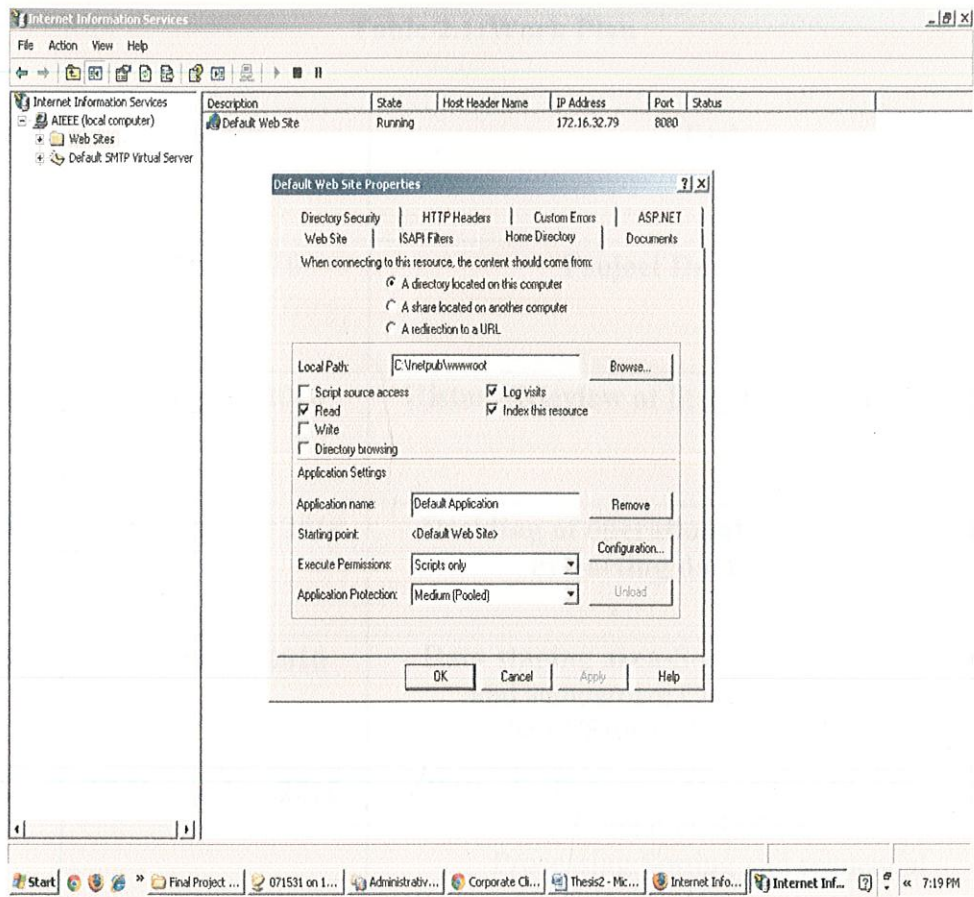 Internet Information Services
File Action View Help
Internet Information Services
AIEEE (local computer)
Web Sites
Default SMTP Virtual Server
Description State Host Header Name IP Address Port Status
Default Web Site Running 172.16.32.79 8080
Default Web Site Properties
Directory Security HTTP Headers Custom Errors ASP.NET
Web Site ISAPI Filters Home Directory Documents
When connecting to this resource, the content should come from:
A directory located on this computer
A share located on another computer
A redirection to a URL
Local Path: C:\Inetpub\wwwroot Browse...
Script source access Log visits
Read Index this resource
Write
Directory browsing
Application Settings
Application name: Default Application Remove
Starting point: <Default Web Site>
Configuration...
Execute Permissions: Scripts only
Application Protection: Medium (Pooled) Unload
OK Cancel Apply Help
Start » Final Project ... 071531 on 1... Administrativ... Corporate Cli... Thesis2 - Mic... Internet Info... Internet Inf... « 7:19 PM